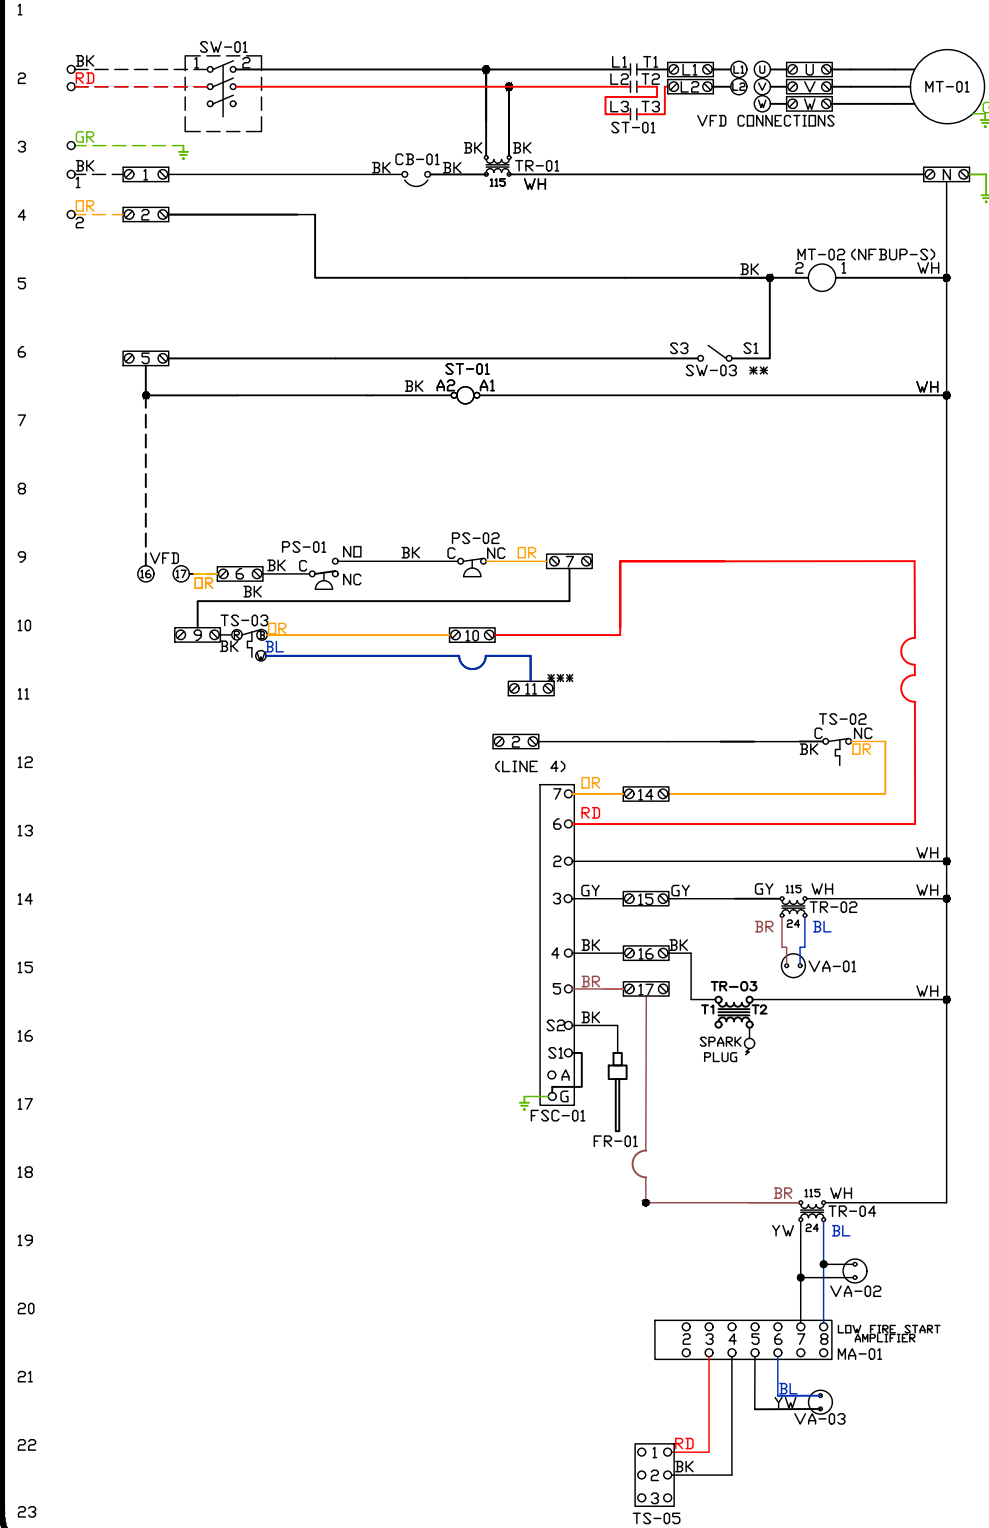 1
SW-01
BK 1 2 L1 T1 L1 L1 U U
2 RD L2 T2 L2 L2 V V MT-01
L3 T3 W W
ST-01 VFD CONNECTIONS
3 GR BK BK
BK CB-01 TR-01
1 1 BK BK 115 WH N
4 OR 2
2
MT-02 (NFBUP-S)
5 BK 2 1 WH
6 5 S3 S1
SW-03 **
ST-01
BK A2 A1 WH
7
8
9 VFD PS-01 NO BK PS-02
C NC OR 7
16 17 OR 6 BK C NC
BK
10 TS-03
9 BK R B OR 10
W BL
11 11 ***
TS-02
2 C NC
BK OR
12 (LINE 4)
7 OR 14
13 6 RD
2 WH
14 3 GY 15 GY GY 115 WH WH
TR-02
24
BR BL
15 4 BK 16 BK VA-01
5 BR 17 TR-03 WH
T1 T2
16 S2 BK SPARK
PLUG
S1
A
17 G
FSC-01
FR-01
18
BR 115 WH
TR-04
19 YW 24 BL
VA-02
20
2 3 4 5 6 7 8 LOW FIRE START
AMPLIFIER
MA-01
21
BL
YW
VA-03
22 1 RD
2 BK
3
23 TS-05